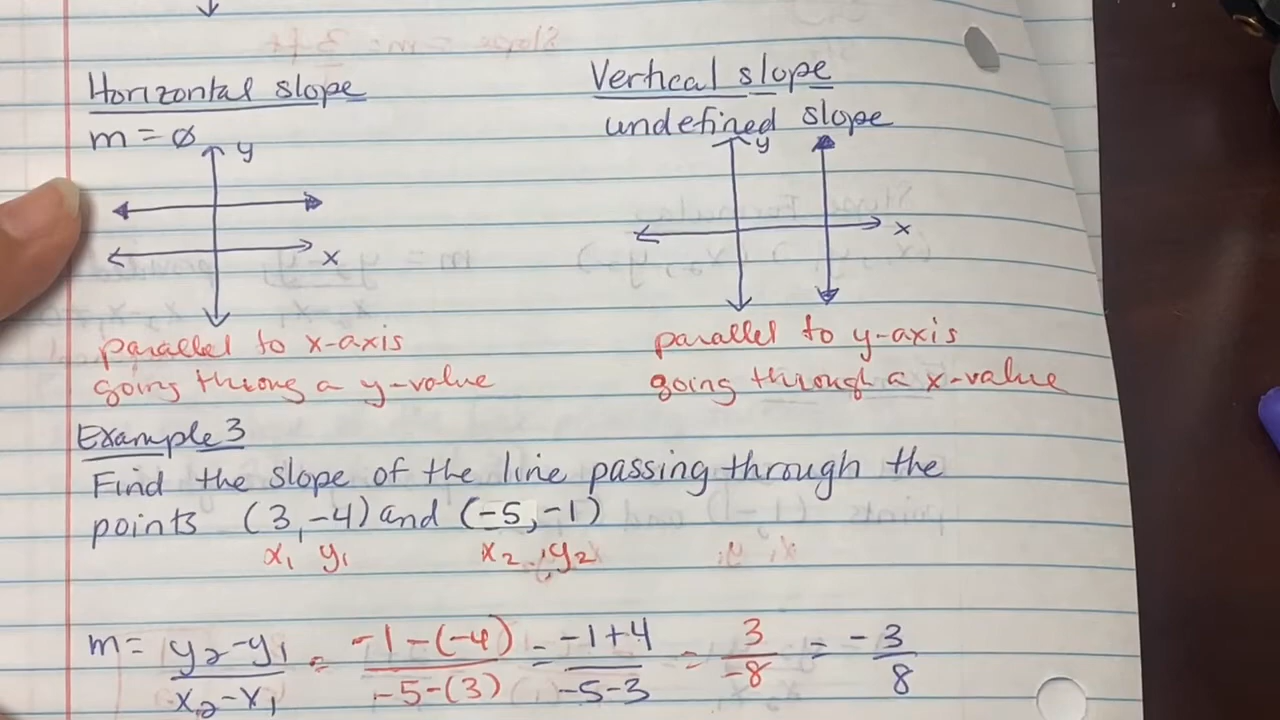 Horizontal slope
m = ∅
y
x
parallel to x-axis
going throng a y-value
Vertical slope
undefined slope
y
x
parallel to y-axis
going through a x-value
Example 3
Find the slope of the line passing through the
points (3,-4) and (-5,-1)
x₁ y₁ x₂, y₂
m = y₂-y₁/x₂-x₁ = -1-(-4)/-5-(3) = -1+4/-5-3 = 3/-8 = -3/8